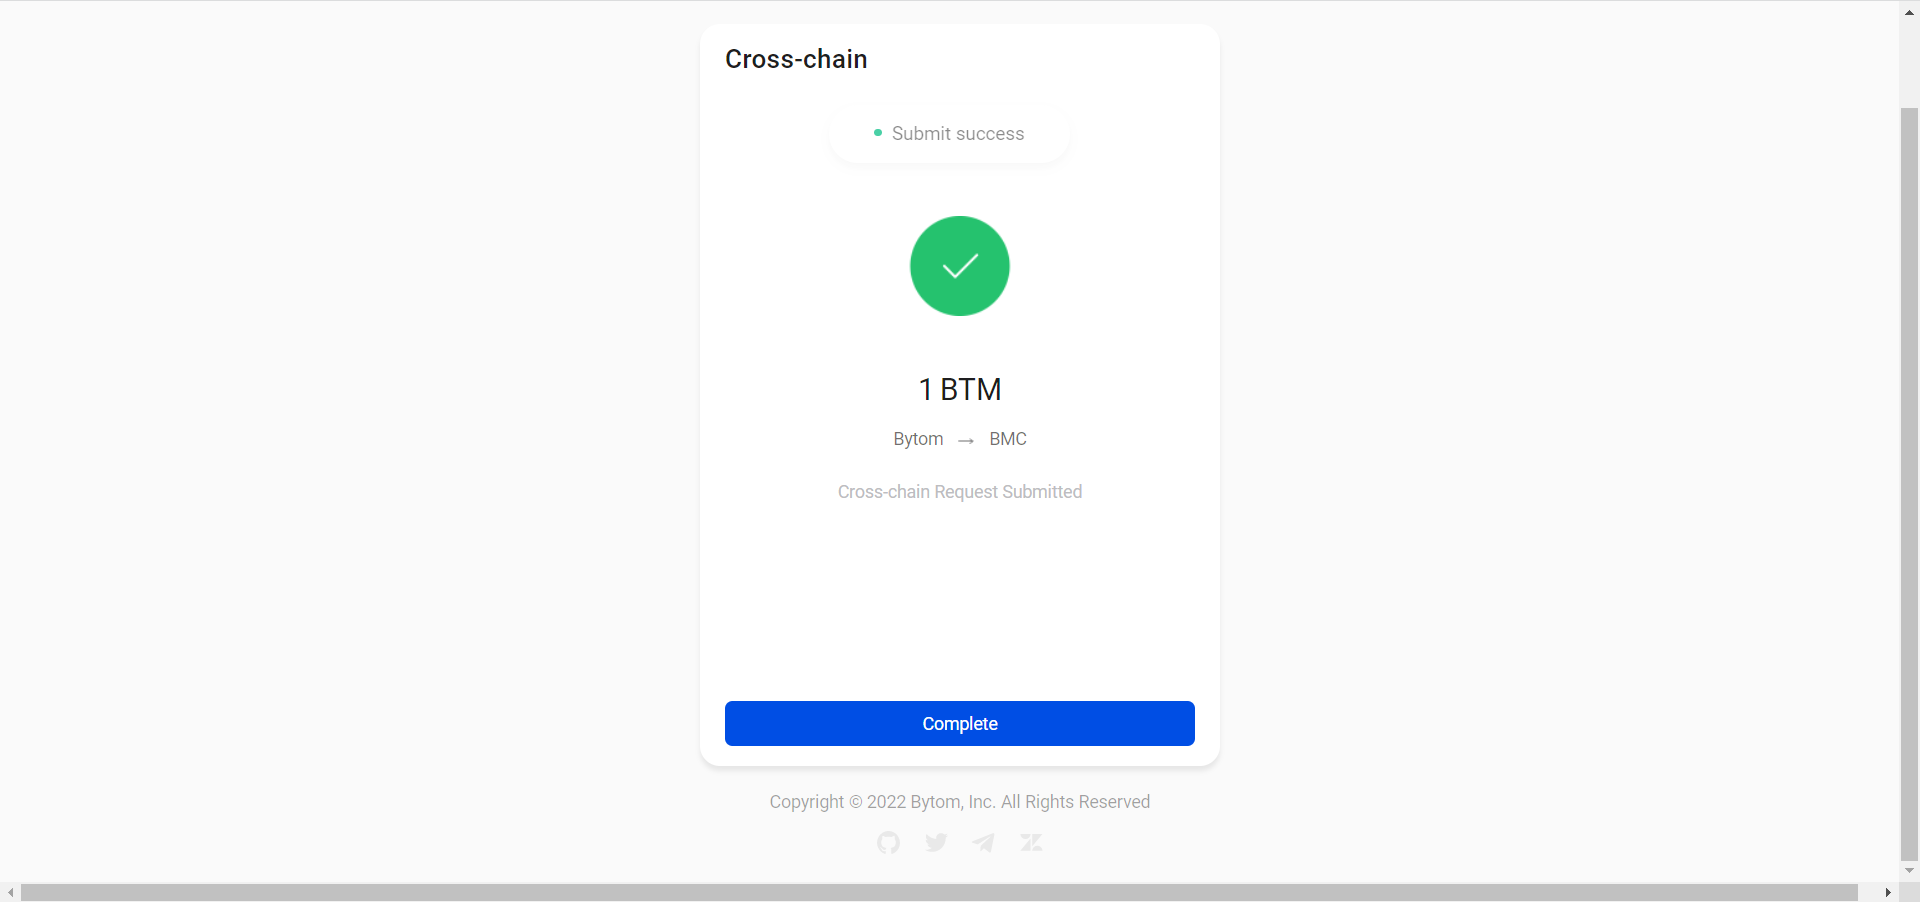 Cross-chain
Submit success
1 BTM
Bytom → BMC
Cross-chain Request Submitted
Complete
Copyright © 2022 Bytom, Inc. All Rights Reserved